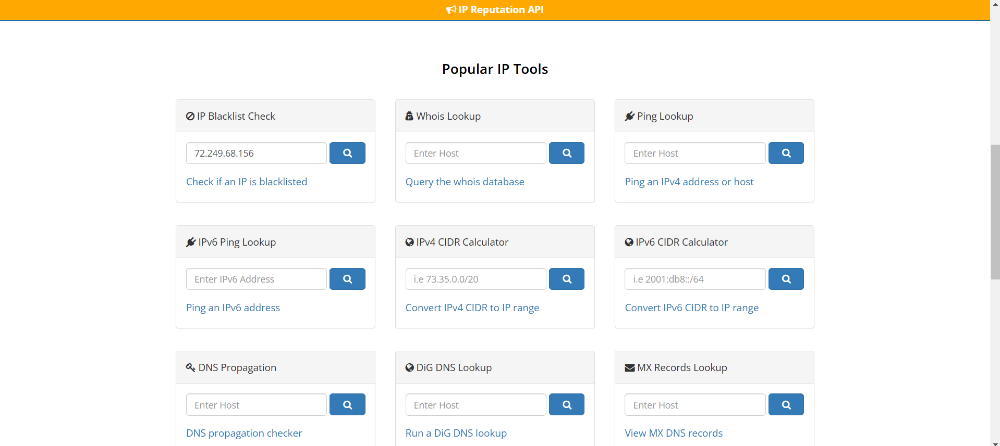 IP Reputation API
Popular IP Tools
IP Blacklist Check
72.249.68.156
Check if an IP is blacklisted
Whois Lookup
Enter Host
Query the whois database
Ping Lookup
Enter Host
Ping an IPv4 address or host
IPv6 Ping Lookup
Enter IPv6 Address
Ping an IPv6 address
IPv4 CIDR Calculator
i.e 73.35.0.0/20
Convert IPv4 CIDR to IP range
IPv6 CIDR Calculator
i.e 2001:db8::/64
Convert IPv6 CIDR to IP range
DNS Propagation
Enter Host
DNS propagation checker
DiG DNS Lookup
Enter Host
Run a DiG DNS lookup
MX Records Lookup
Enter Host
View MX DNS records